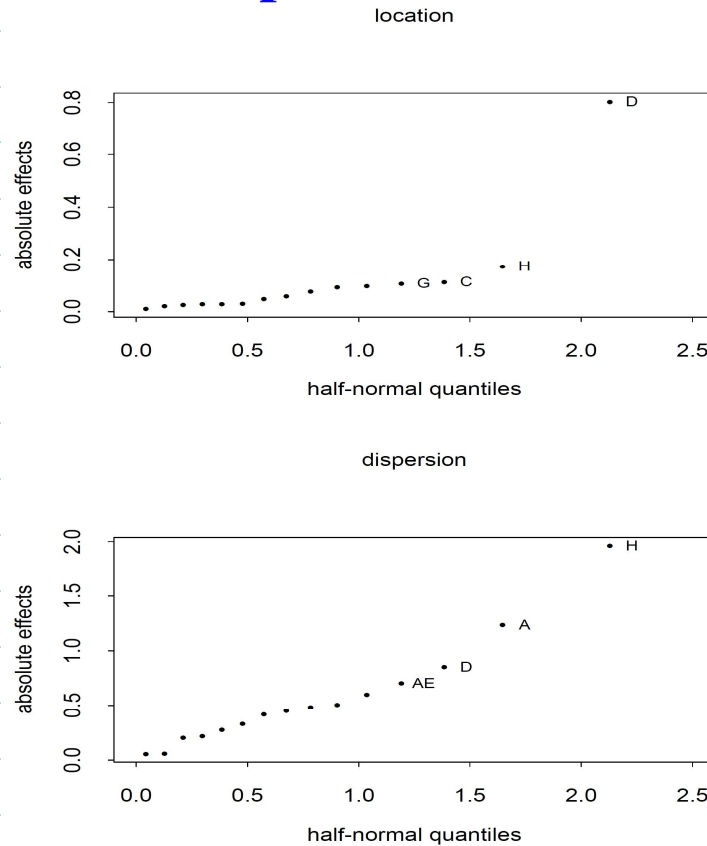 location
absolute effects
0.8
0.6
0.4
0.2
0.0
D
H
G
C
0.0 0.5 1.0 1.5 2.0 2.5
half-normal quantiles
dispersion
absolute effects
2.0
1.5
1.0
0.5
0.0
H
A
D
AE
0.0 0.5 1.0 1.5 2.0 2.5
half-normal quantiles